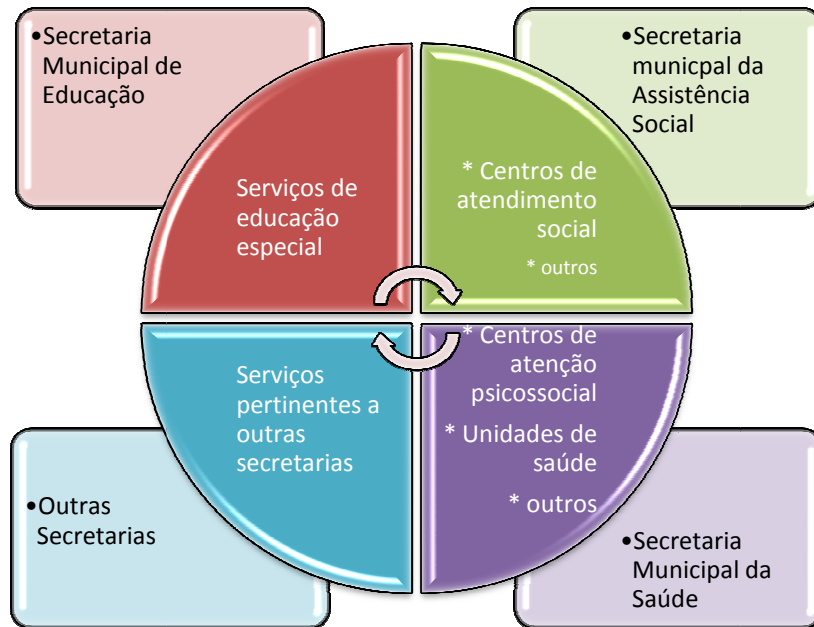 •Secretaria
Municipal de
Educação
•Secretaria
municpal da
Assistência
Social
Serviços de
educação
especial
* Centros de
atendimento
social
* outros
Serviços
pertinentes a
outras
secretarias
* Centros de
atenção
psicossocial
* Unidades de
saúde
* outros
•Outras
Secretarias
•Secretaria
Municipal da
Saúde